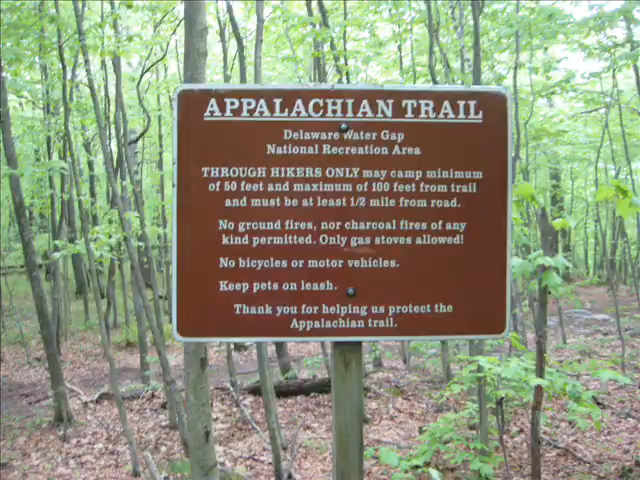 APPALACHIAN TRAIL
Delaware Water Gap
National Recreation Area
THROUGH HIKERS ONLY may camp minimum
of 50 feet and maximum of 100 feet from trail
and must be at least 1/2 mile from road.
No ground fires, nor charcoal fires of any
kind permitted. Only gas stoves allowed!
No bicycles or motor vehicles.
Keep pets on leash.
Thank you for helping us protect the
Appalachian trail.